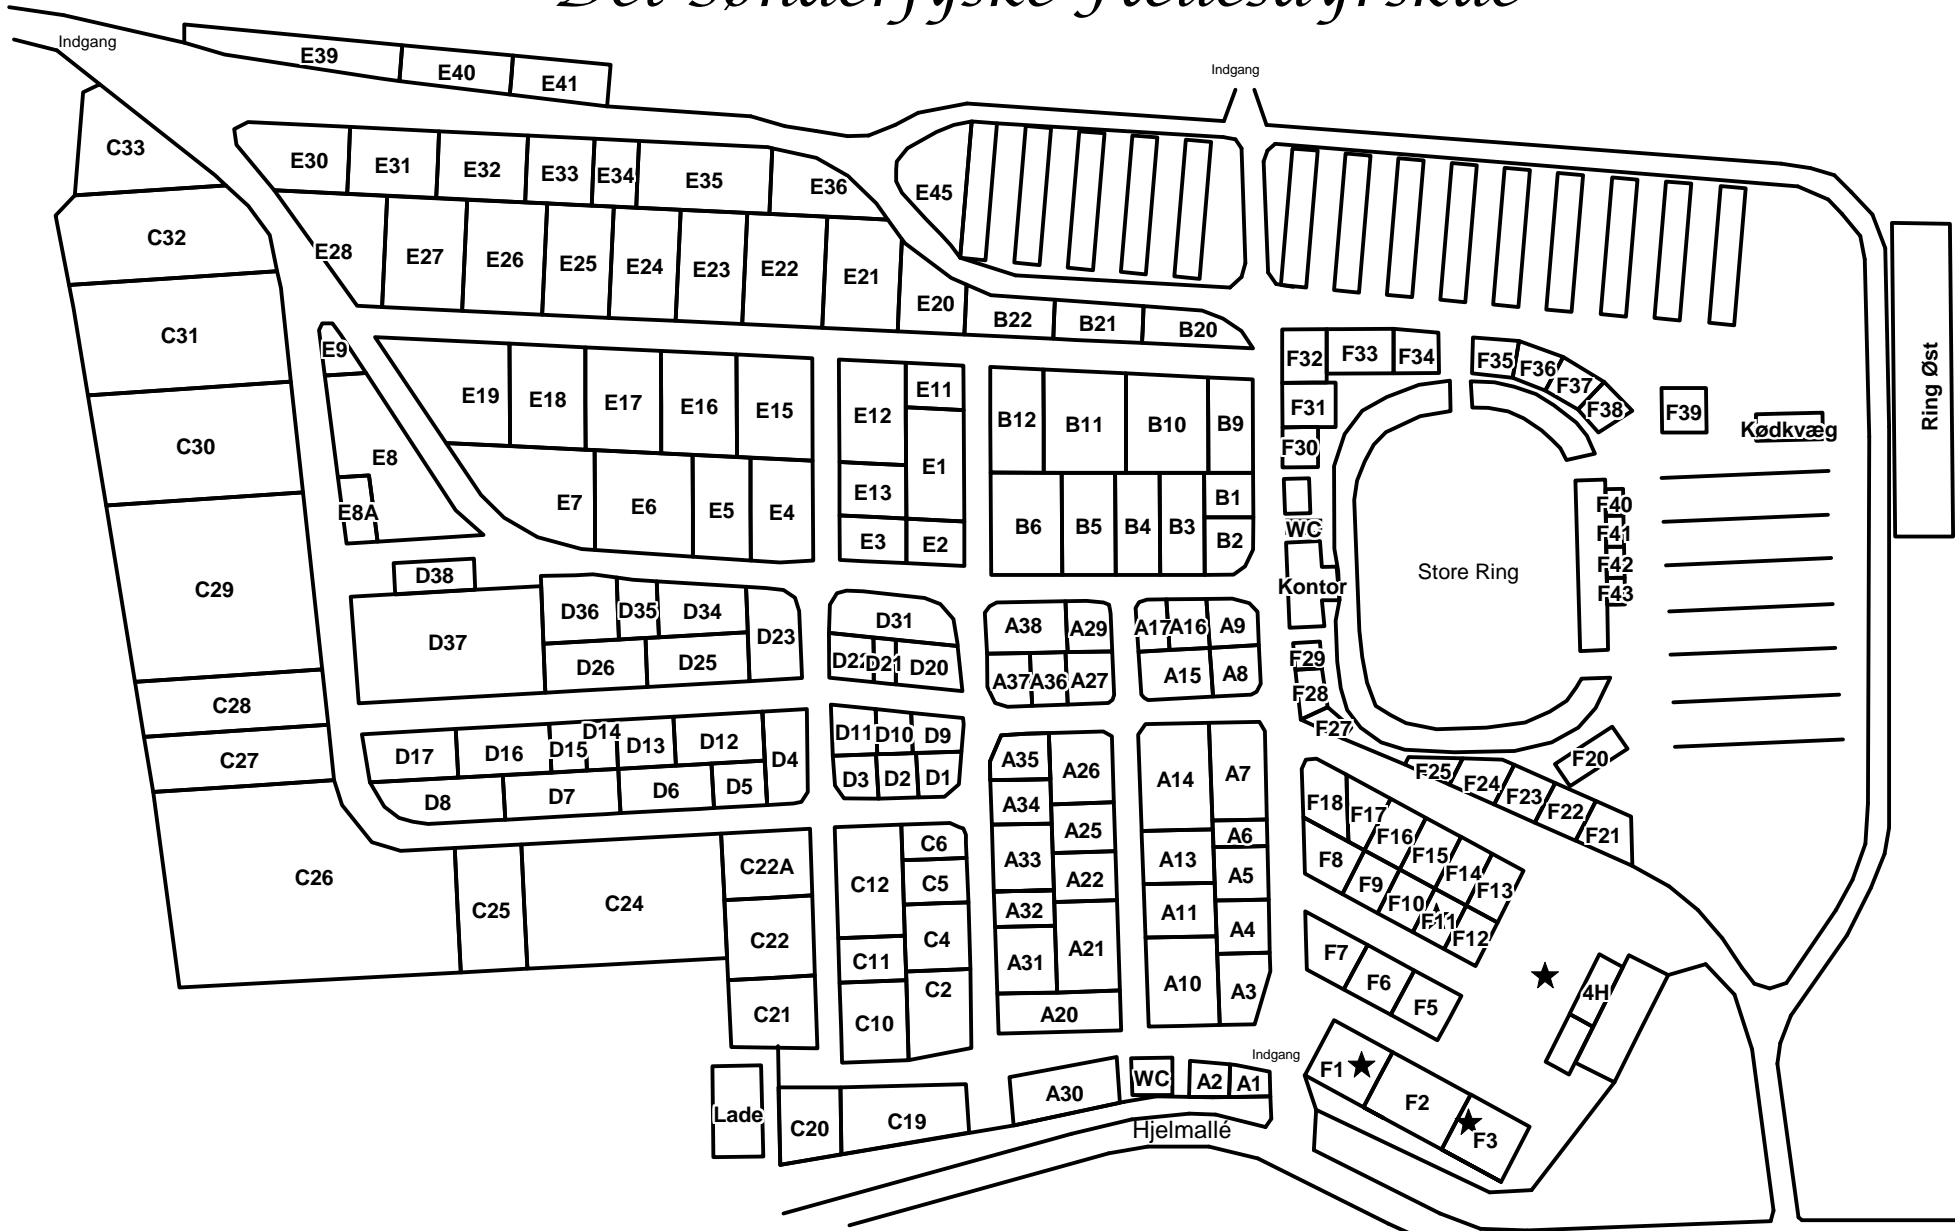 Det Sønderjyske Fællesdyrskue
Indgang
E39
E40
E41
Indgang
C33
E30
E31
E32
E33
E34
E35
E36
E45
C32
E28
E27
E26
E25
E24
E23
E22
E21
E20
B22
B21
B20
C31
E9
E19
E18
E17
E16
E15
E12
E11
B12
B11
B10
B9
F32
F33
F34
F35
F36
F37
F38
F39
F31
F30
Kødkvæg
Ring Øst
C30
E8
E8A
E7
E6
E5
E4
E13
E1
E3
E2
B6
B5
B4
B3
B1
B2
WC
Kontor
Store Ring
F40
F41
F42
F43
C29
D38
D37
D36
D35
D34
D23
D26
D25
D31
D22
D21
D20
A38
A29
A37
A36
A27
A17
A16
A9
A15
A8
F29
F28
F27
C28
C27
D17
D16
D15
D14
D13
D12
D4
D8
D7
D6
D5
D11
D10
D9
D3
D2
D1
A35
A26
A34
A25
A33
A22
A32
A31
A21
A20
A14
A7
A6
A13
A5
A11
A4
A10
A3
F25
F24
F23
F22
F21
F20
F18
F17
F16
F15
F14
F13
F8
F9
F10
F11
F12
F7
F6
F5
4H
C26
C25
C24
C22A
C22
C21
C12
C6
C5
C4
C11
C2
C10
Lade
C20
C19
A30
WC
A2
A1
Indgang
F1
F2
F3
Hjelmallé